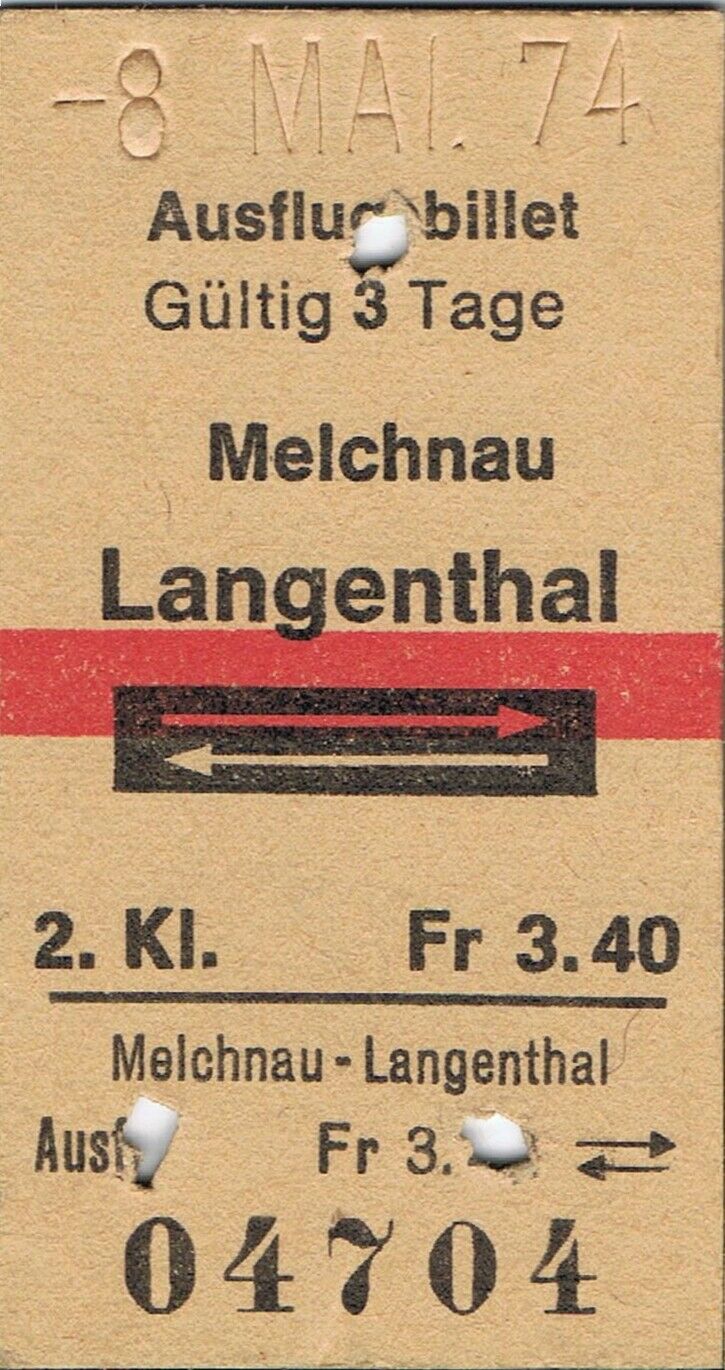 -8 MAI. 74
Ausflugsbillet
Gültig 3 Tage
Melchnau
Langenthal
2. Kl. Fr 3.40
Melchnau - Langenthal
Ausf. Fr 3.
04704